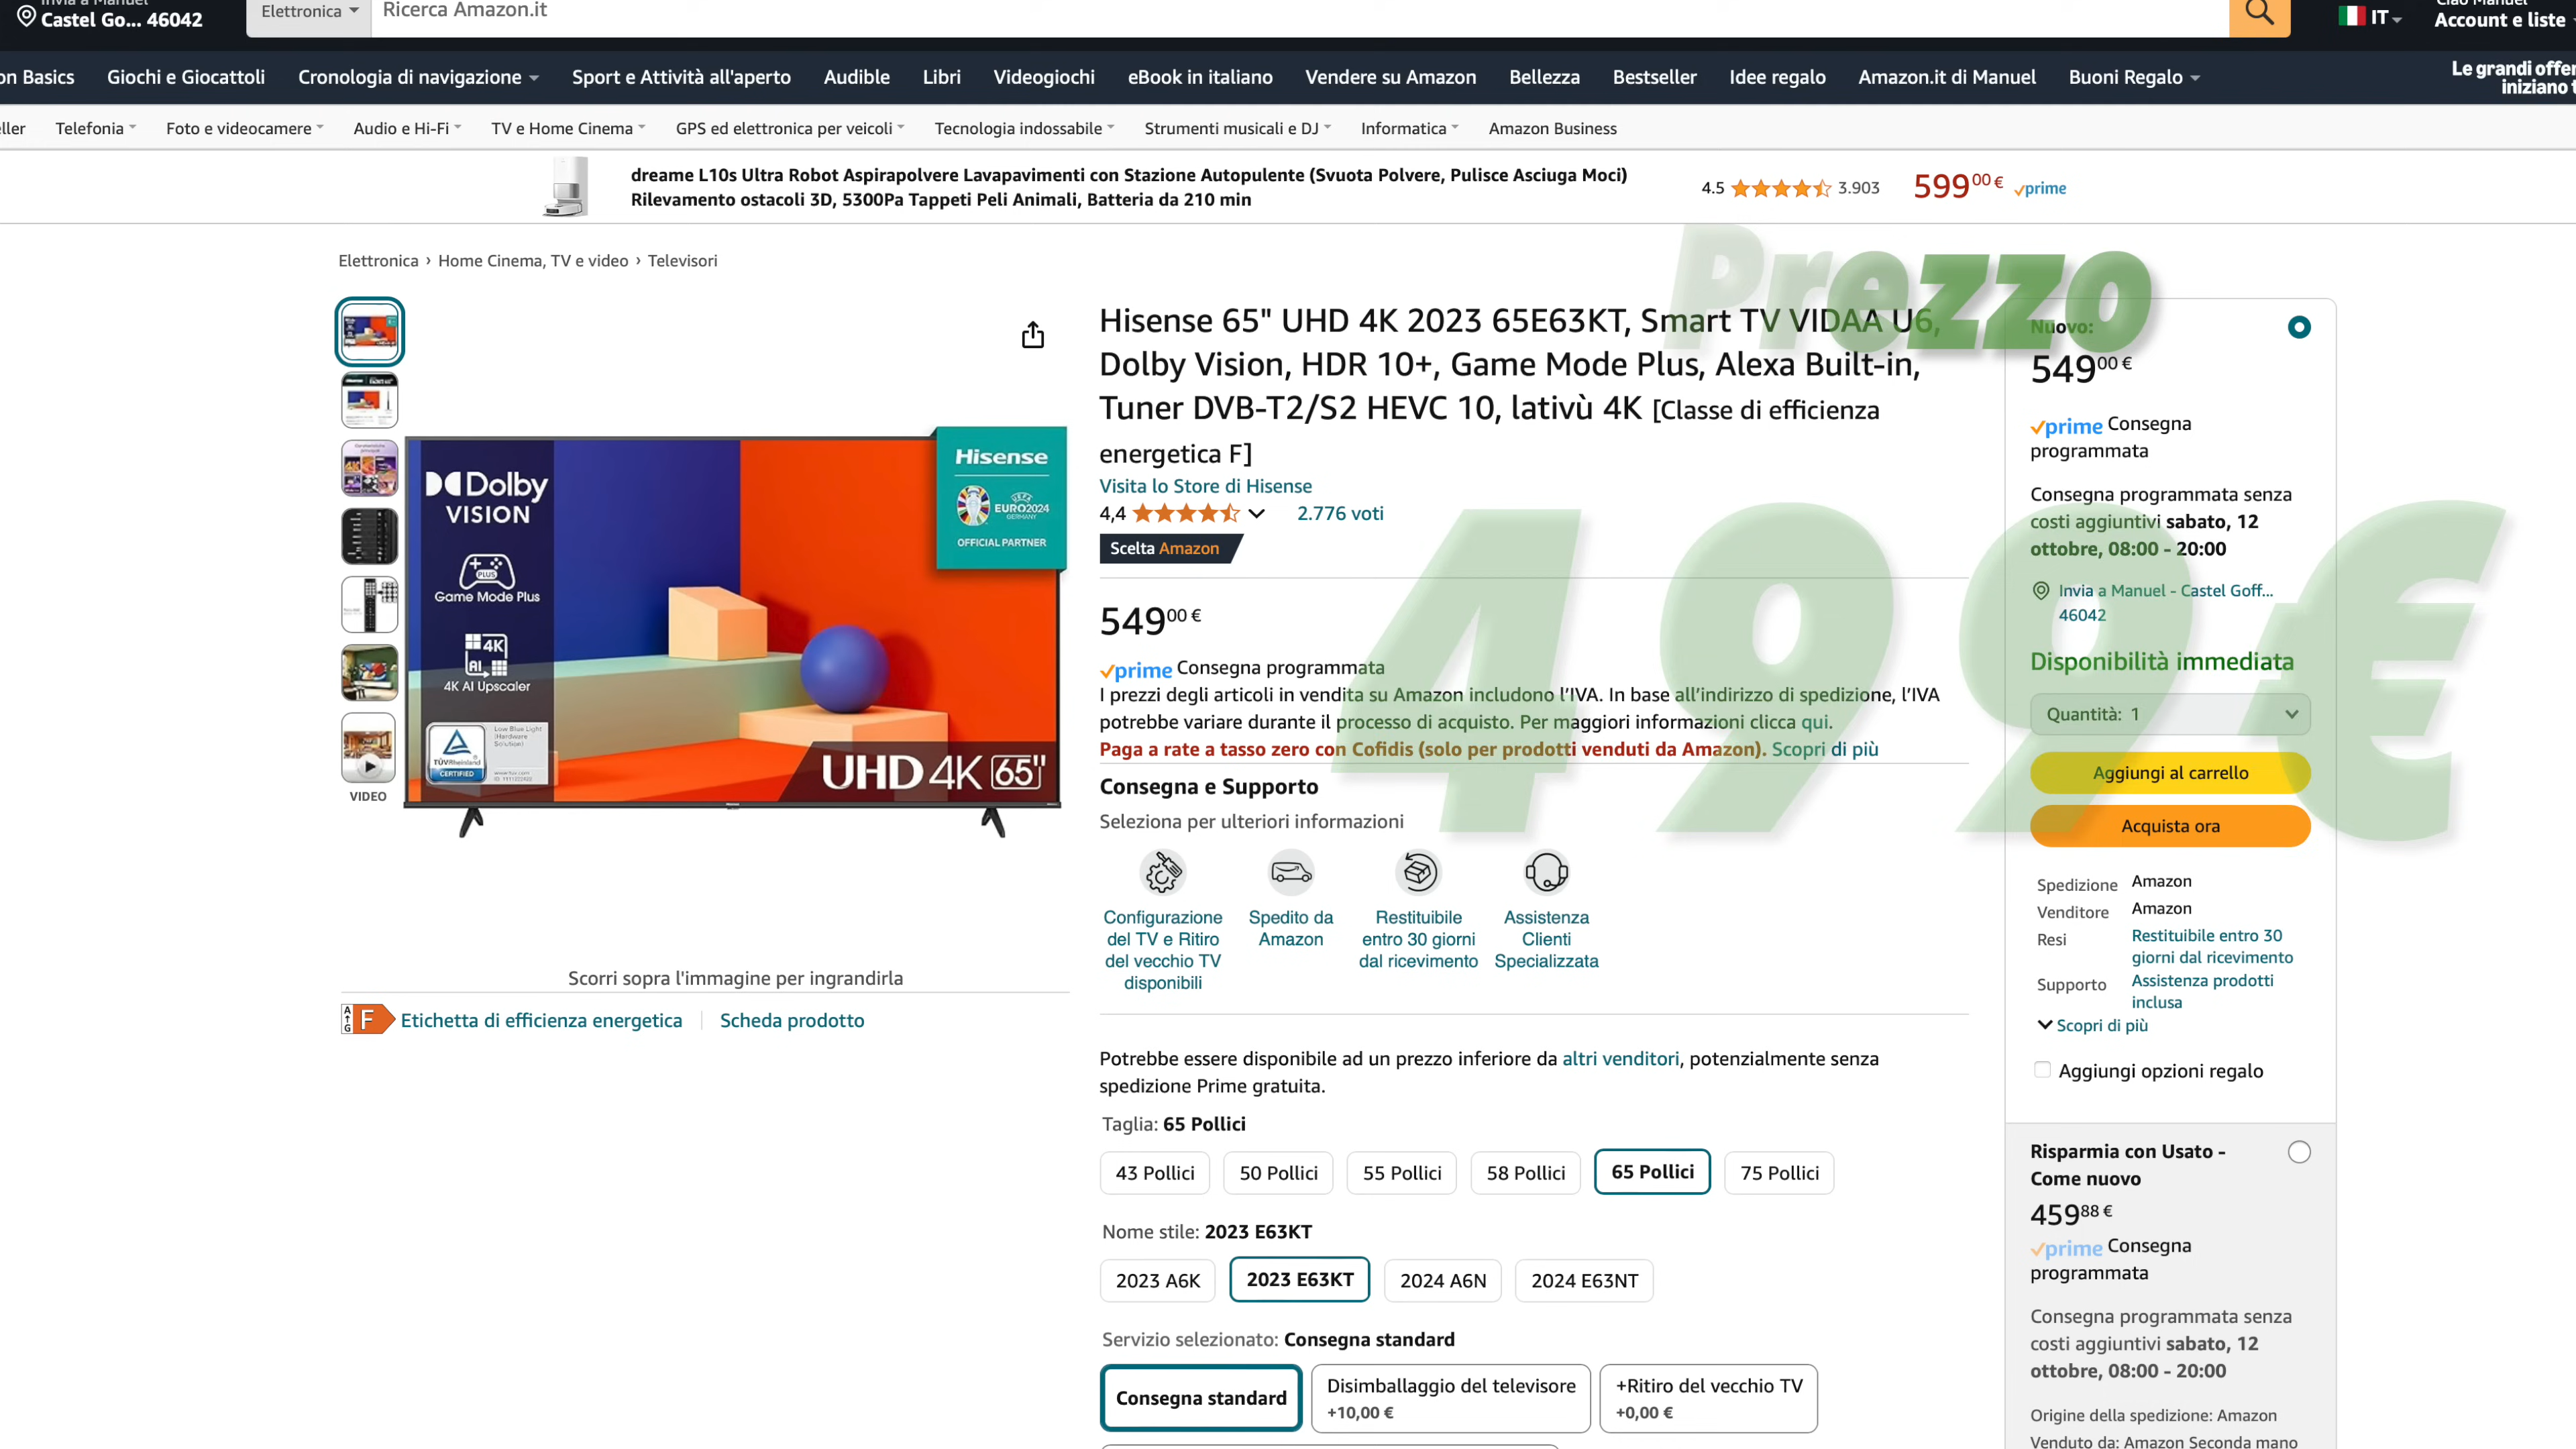 Castel Go... 46042
Elettronica
Ricerca Amazon.it
IT
Account e liste
on Basics
Giochi e Giocattoli
Cronologia di navigazione
Sport e Attività all'aperto
Audible
Libri
Videogiochi
eBook in italiano
Vendere su Amazon
Bellezza
Bestseller
Idee regalo
Amazon.it di Manuel
Buoni Regalo
Le grandi offer
iniziano t
ller
Telefonia
Foto e videocamere
Audio e Hi-Fi
TV e Home Cinema
GPS ed elettronica per veicoli
Tecnologia indossabile
Strumenti musicali e DJ
Informatica
Amazon Business
dreame L10s Ultra Robot Aspirapolvere Lavapavimenti con Stazione Autopulente (Svuota Polvere, Pulisce Asciuga Moci)
Rilevamento ostacoli 3D, 5300Pa Tappeti Peli Animali, Batteria da 210 min
4.5 3.903
599 00 € prime
Elettronica › Home Cinema, TV e video › Televisori
Prezzo
499€
VIDEO
Dolby
VISION
PLUS
Game Mode Plus
4K
AI
4K AI Upscaler
TÜVRheinland
CERTIFIED
Low Blue Light
(Hardware
Solution)
Hisense
UEFA
EURO2024
GERMANY
OFFICIAL PARTNER
UHD 4K 65"
Scorri sopra l'immagine per ingrandirla
A
G
F
Etichetta di efficienza energetica
Scheda prodotto
Hisense 65" UHD 4K 2023 65E63KT, Smart TV VIDAA U6,
Dolby Vision, HDR 10+, Game Mode Plus, Alexa Built-in,
Tuner DVB-T2/S2 HEVC 10, lativù 4K [Classe di efficienza
energetica F]
Visita lo Store di Hisense
4,4 2.776 voti
Scelta Amazon
549 00 €
prime Consegna programmata
I prezzi degli articoli in vendita su Amazon includono l’IVA. In base all’indirizzo di spedizione, l’IVA
potrebbe variare durante il processo di acquisto. Per maggiori informazioni clicca qui.
Paga a rate a tasso zero con Cofidis (solo per prodotti venduti da Amazon). Scopri di più
Consegna e Supporto
Seleziona per ulteriori informazioni
Configurazione
del TV e Ritiro
del vecchio TV
disponibili
Spedito da
Amazon
Restituibile
entro 30 giorni
dal ricevimento
Assistenza
Clienti
Specializzata
Potrebbe essere disponibile ad un prezzo inferiore da altri venditori, potenzialmente senza
spedizione Prime gratuita.
Taglia: 65 Pollici
43 Pollici
50 Pollici
55 Pollici
58 Pollici
65 Pollici
75 Pollici
Nome stile: 2023 E63KT
2023 A6K
2023 E63KT
2024 A6N
2024 E63NT
Servizio selezionato: Consegna standard
Consegna standard
Disimballaggio del televisore
+10,00 €
+Ritiro del vecchio TV
+0,00 €
Nuovo:
549 00 €
prime Consegna
programmata
Consegna programmata senza
costi aggiuntivi sabato, 12
ottobre, 08:00 - 20:00
Invia a Manuel - Castel Goff...
46042
Disponibilità immediata
Quantità: 1
Aggiungi al carrello
Acquista ora
Spedizione Amazon
Venditore Amazon
Resi Restituibile entro 30
giorni dal ricevimento
Supporto Assistenza prodotti
inclusa
Scopri di più
Aggiungi opzioni regalo
Risparmia con Usato -
Come nuovo
459 88 €
prime Consegna
programmata
Consegna programmata senza
costi aggiuntivi sabato, 12
ottobre, 08:00 - 20:00
Origine della spedizione: Amazon
Venduto da: Amazon Seconda mano